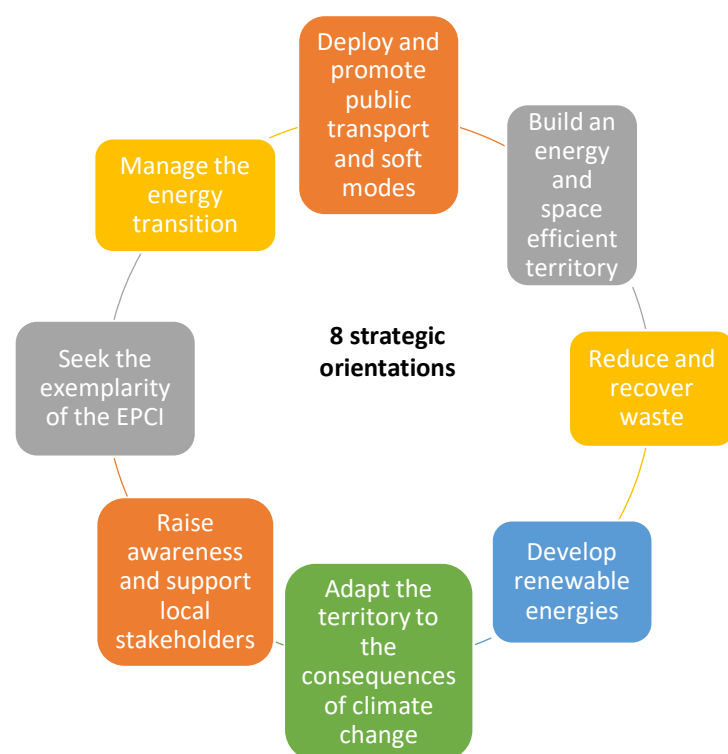 Deploy and
promote
public
transport
and soft
modes
Build an
energy
and
space
efficient
territory
Manage the
energy
transition
8 strategic
orientations
Seek the
exemplarity
of the EPCI
Reduce and
recover
waste
Raise
awareness
and support
local
stakeholders
Develop
renewable
energies
Adapt the
territory to
the
consequences
of climate
change